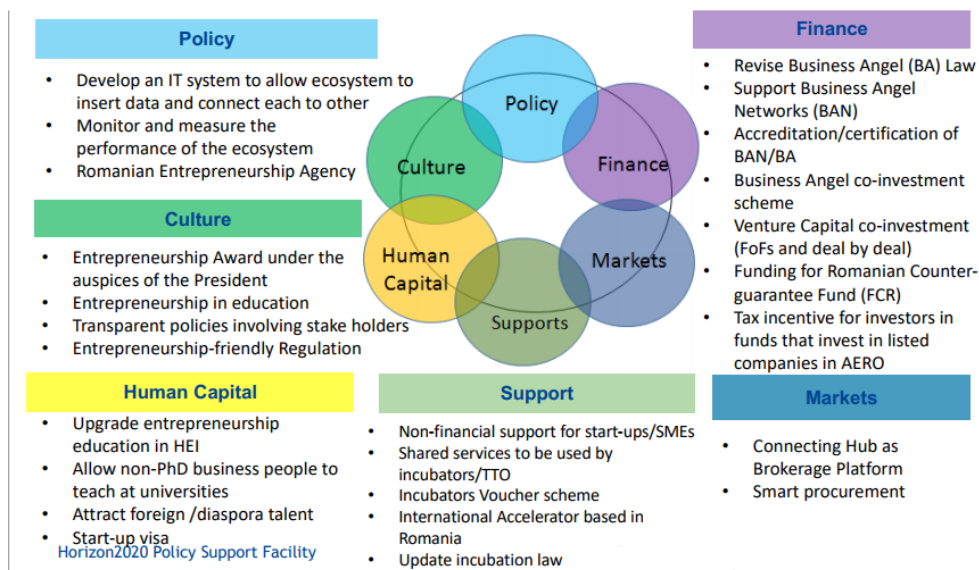 Policy
• Develop an IT system to allow ecosystem to
insert data and connect each to other
• Monitor and measure the
performance of the ecosystem
• Romanian Entrepreneurship Agency
Culture
• Entrepreneurship Award under the
auspices of the President
• Entrepreneurship in education
• Transparent policies involving stake holders
• Entrepreneurship-friendly Regulation
Human Capital
• Upgrade entrepreneurship
education in HEI
• Allow non-PhD business people to
teach at universities
• Attract foreign /diaspora talent
• Start-up visa
Horizon2020 Policy Support Facility
Policy
Culture
Finance
Human
Capital
Markets
Supports
Support
• Non-financial support for start-ups/SMEs
• Shared services to be used by
incubators/TTO
• Incubators Voucher scheme
• International Accelerator based in
Romania
• Update incubation law
Finance
• Revise Business Angel (BA) Law
• Support Business Angel
Networks (BAN)
• Accreditation/certification of
BAN/BA
• Business Angel co-investment
scheme
• Venture Capital co-investment
(FoFs and deal by deal)
• Funding for Romanian Counter-
guarantee Fund (FCR)
• Tax incentive for investors in
funds that invest in listed
companies in AERO
Markets
• Connecting Hub as
Brokerage Platform
• Smart procurement